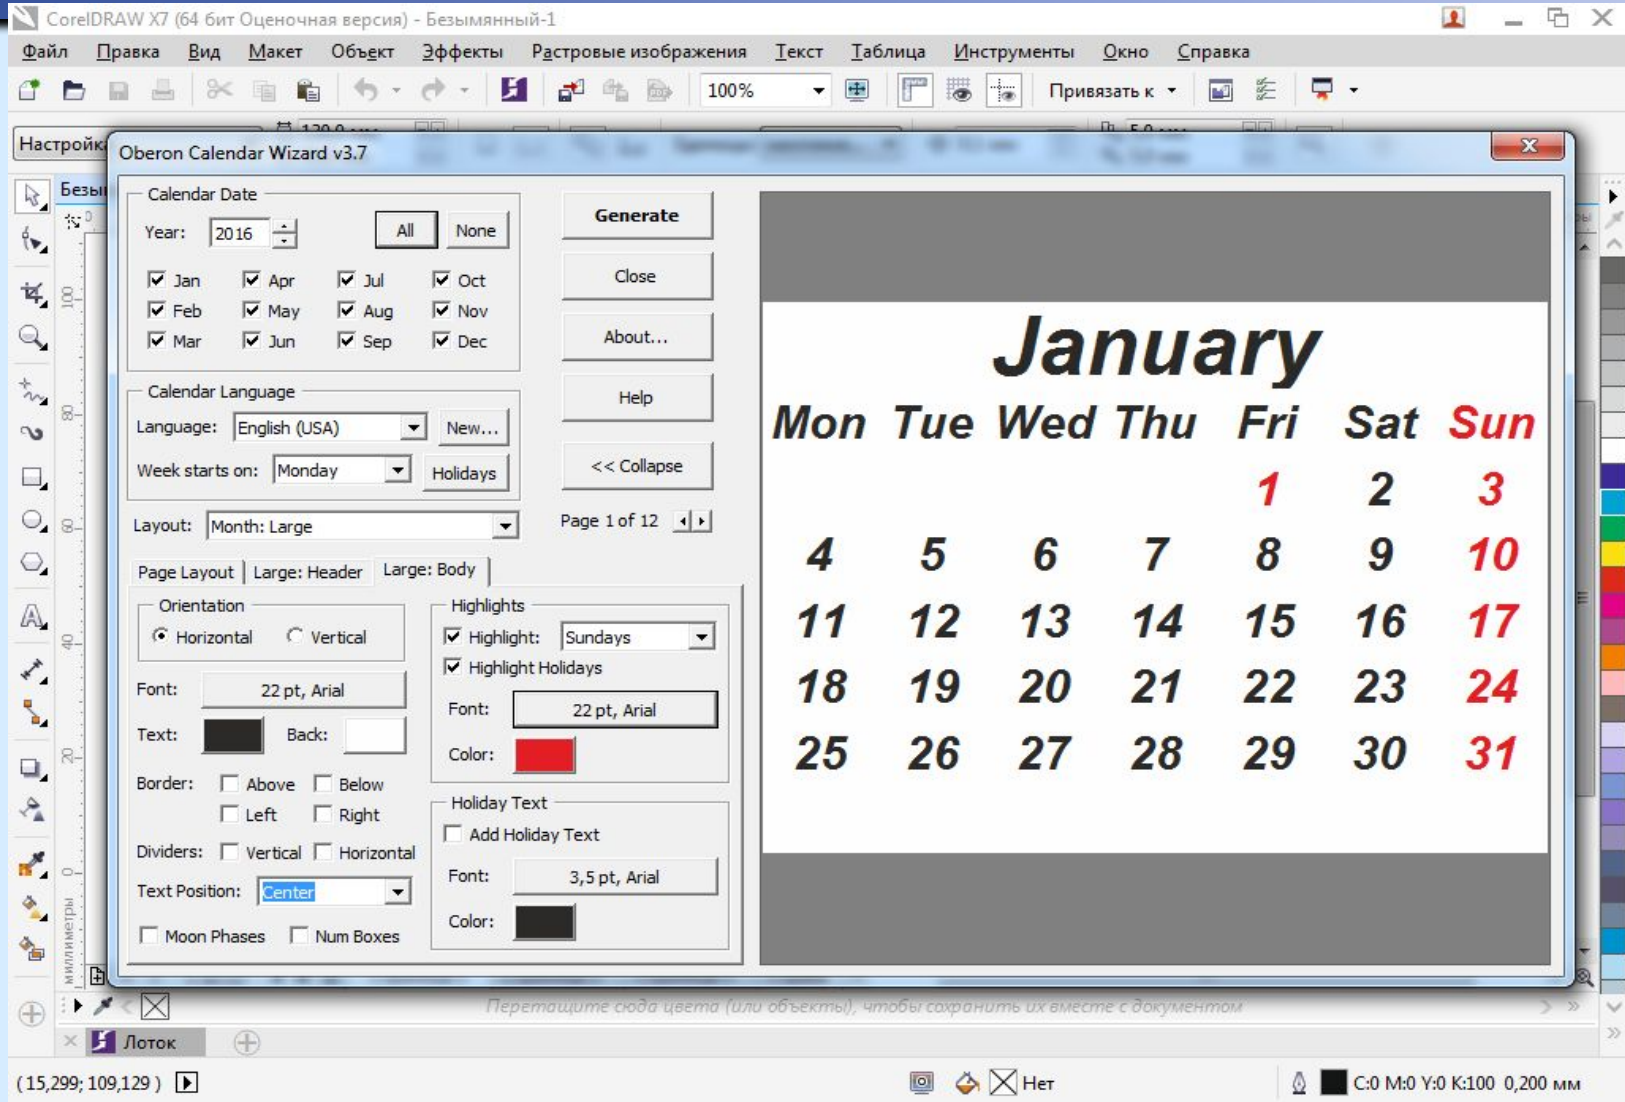 CorelDRAW X7 (64 бит Оценочная версия) - Безымянный-1
Файл Правка Вид Макет Объект Эффекты Растровые изображения Текст Таблица Инструменты Окно Справка
100% Привязать к
Oberon Calendar Wizard v3.7
Calendar Date
Year: 2016 All None
Jan Apr Jul Oct
Feb May Aug Nov
Mar Jun Sep Dec
Calendar Language
Language: English (USA) New...
Week starts on: Monday Holidays
Layout: Month: Large
Generate
Close
About...
Help
<< Collapse
Page 1 of 12
Page Layout Large: Header Large: Body
Orientation
Horizontal Vertical
Font: 22 pt, Arial
Text: Back:
Border: Above Below
Left Right
Dividers: Vertical Horizontal
Text Position: Center
Moon Phases Num Boxes
Highlights
Highlight: Sundays
Highlight Holidays
Font: 22 pt, Arial
Color:
Holiday Text
Add Holiday Text
Font: 3,5 pt, Arial
Color:
January
Mon Tue Wed Thu Fri Sat Sun
1 2 3
4 5 6 7 8 9 10
11 12 13 14 15 16 17
18 19 20 21 22 23 24
25 26 27 28 29 30 31
100
80
60
40
20
0
миллиметры
Перетащите сюда цвета (или объекты), чтобы сохранить их вместе с документом
Лоток
( 15,299; 109,129 ) Нет C:0 M:0 Y:0 K:100 0,200 мм